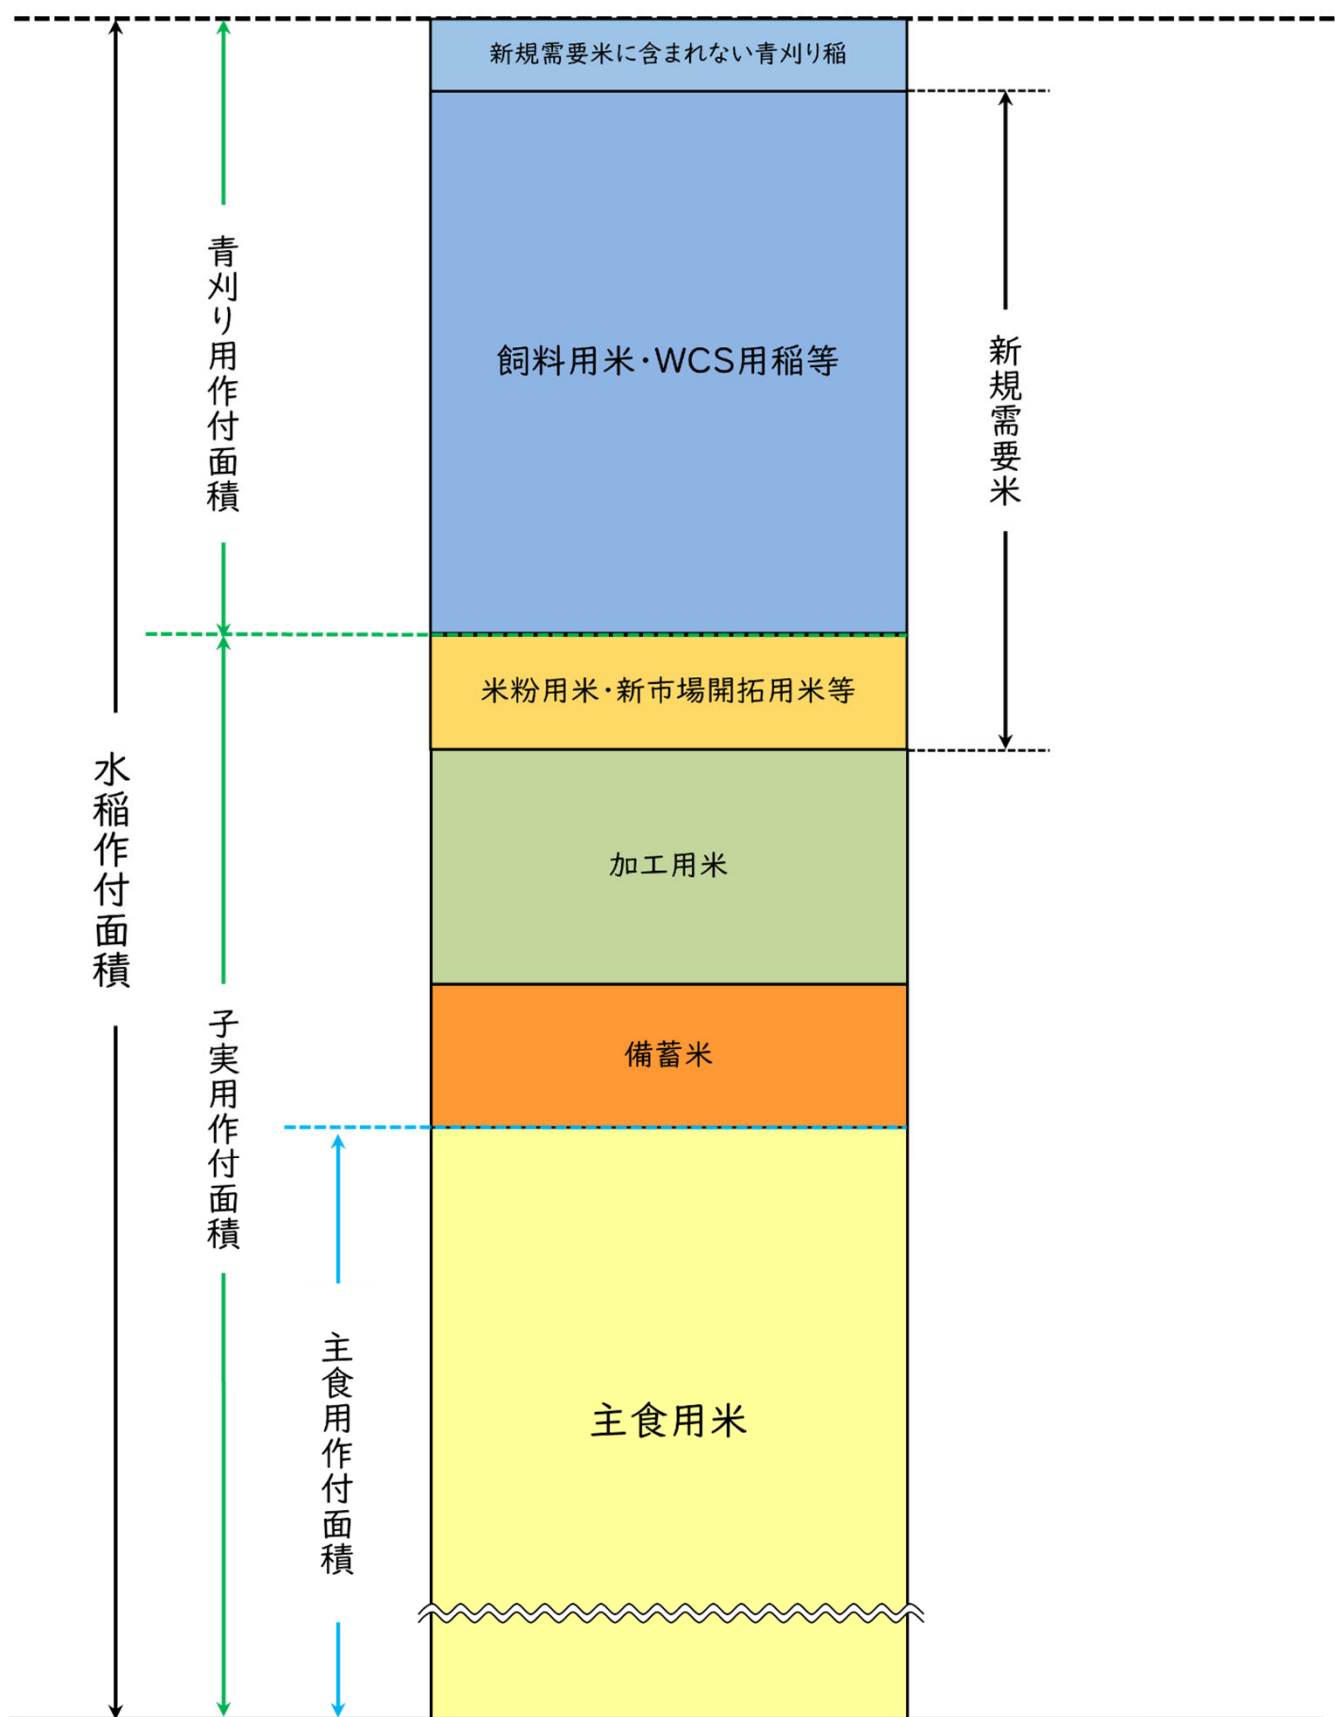 新規需要米に含まれない青刈り稲
青刈り用作付面積
飼料用米・WCS用稲等
新規需要米
米粉用米・新市場開拓用米等
水稲作付面積
加工用米
子実用作付面積
備蓄米
主食用作付面積
主食用米